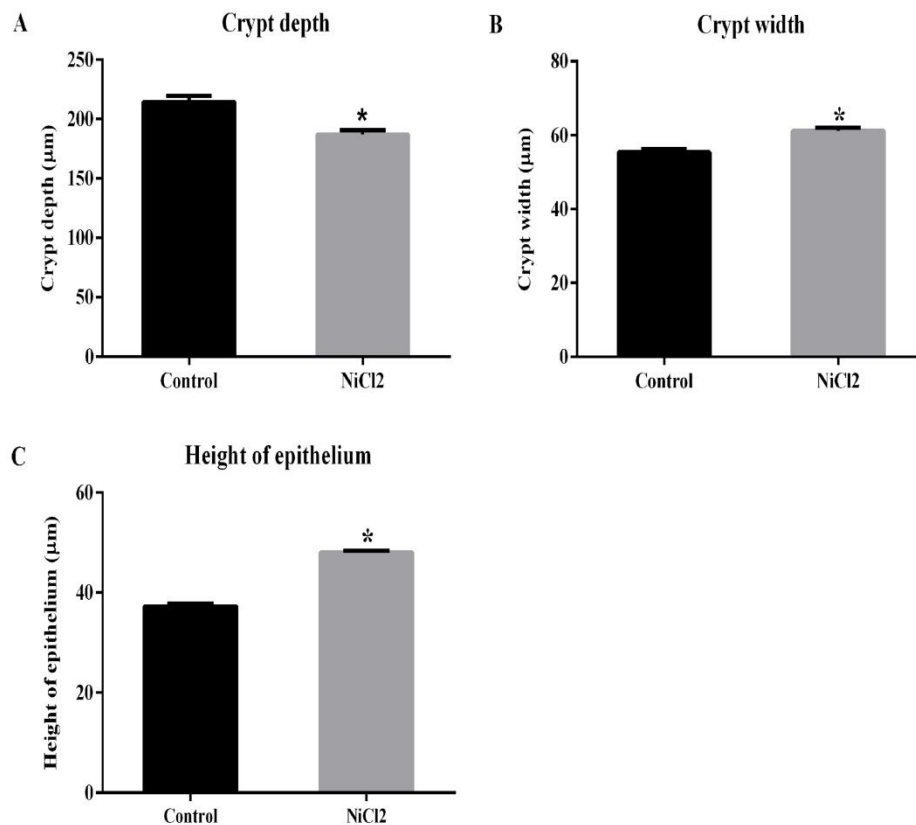 A
Crypt depth
Crypt depth (μm)
250
200
150
100
50
0
*
Control
NiCl2
B
Crypt width
Crypt width (μm)
80
60
40
20
0
*
Control
NiCl2
C
Height of epithelium
Height of epithelium (μm)
60
40
20
0
*
Control
NiCl2